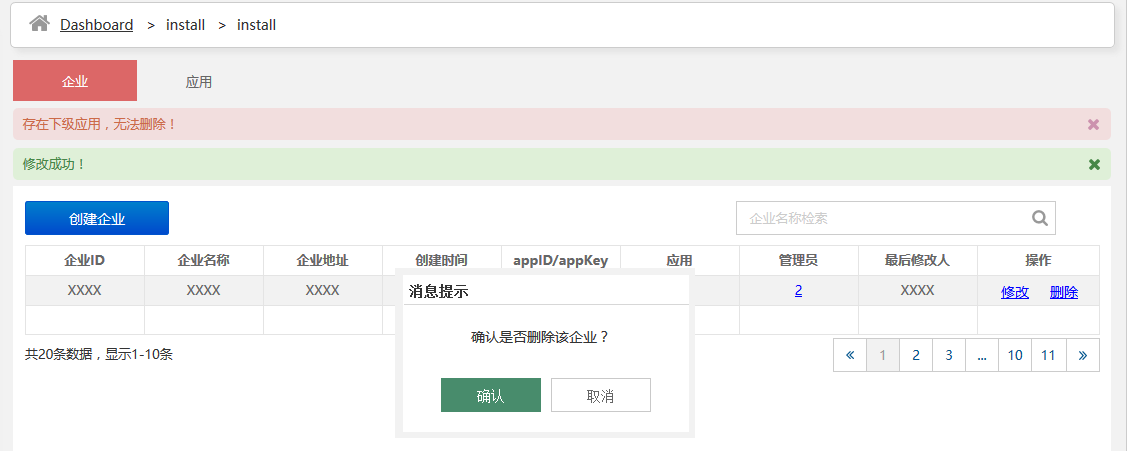 Dashboard > install > install
企业 应用
存在下级应用，无法删除！
修改成功！
创建企业 企业名称检索
企业ID 企业名称 企业地址 创建时间 appID/appKey 应用 管理员 最后修改人 操作
XXXX XXXX XXXX 2 XXXX 修改 删除
消息提示
确认是否删除该企业？
确认 取消
共20条数据，显示1-10条 « 1 2 3 ... 10 11 »